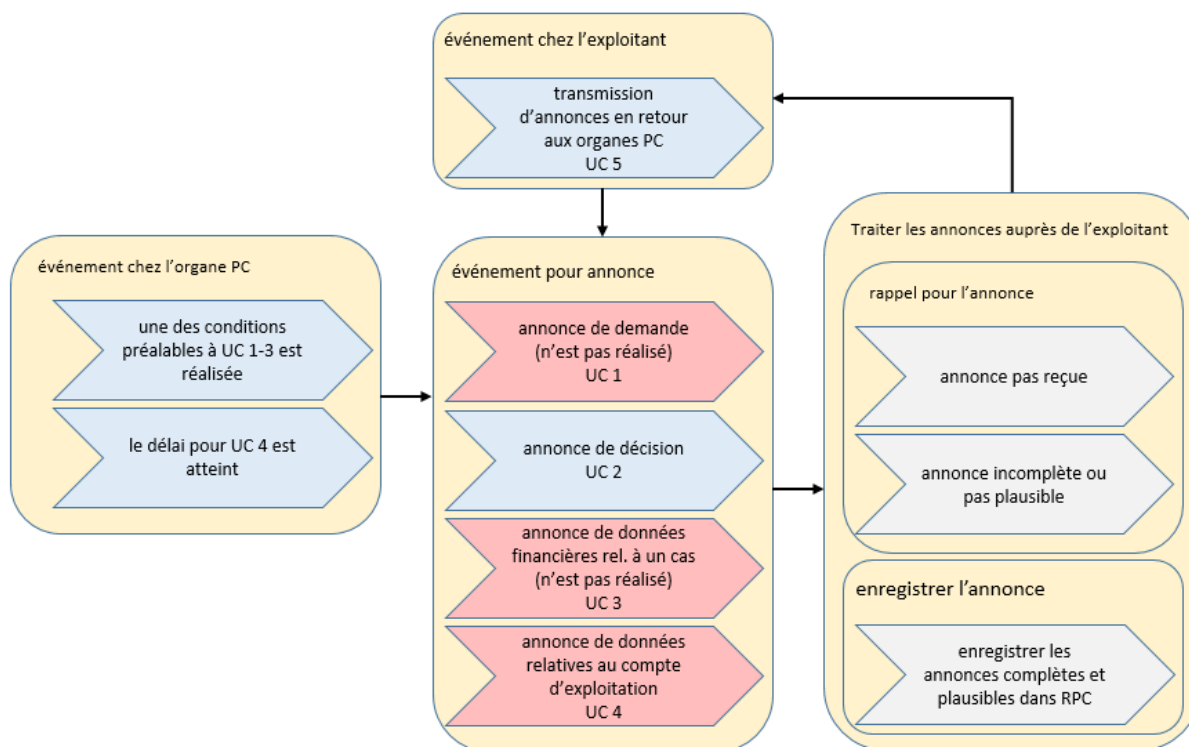 événement chez l’exploitant
transmission
d’annonces en retour
aux organes PC
UC 5
événement chez l’organe PC
une des conditions
préalables à UC 1-3 est
réalisée
le délai pour UC 4 est
atteint
événement pour annonce
annonce de demande
(n’est pas réalisé)
UC 1
annonce de décision
UC 2
annonce de données
financières rel. à un cas
(n’est pas réalisé)
UC 3
annonce de données
relatives au compte
d’exploitation
UC 4
Traiter les annonces auprès de l’exploitant
rappel pour l’annonce
annonce pas reçue
annonce incomplète ou
pas plausible
enregistrer l’annonce
enregistrer les
annonces complètes et
plausibles dans RPC